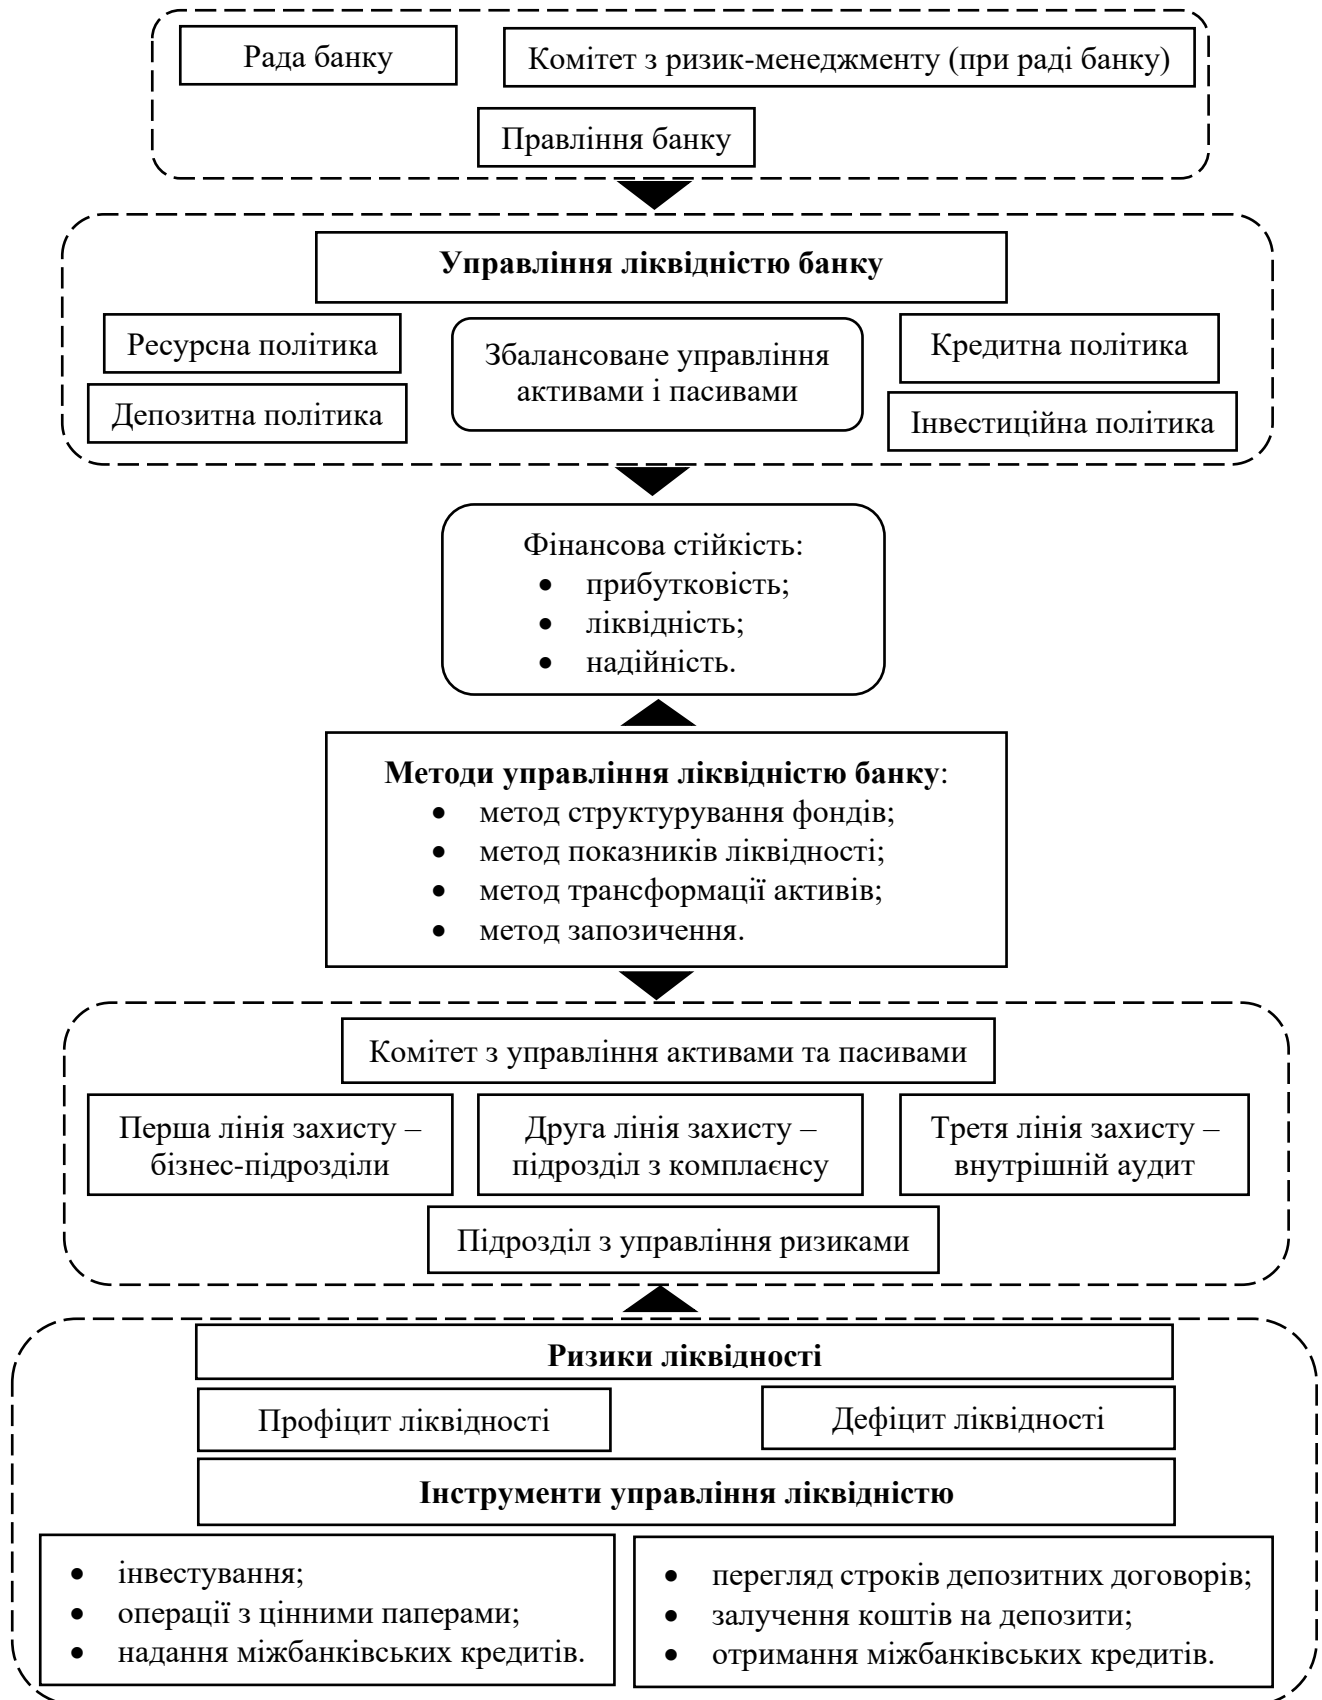 Рада банку
Комітет з ризик-менеджменту (при раді банку)
Правління банку
Управління ліквідністю банку
Ресурсна політика
Депозитна політика
Збалансоване управління
активами і пасивами
Кредитна політика
Інвестиційна політика
Фінансова стійкість:
• прибутковість;
• ліквідність;
• надійність.
Методи управління ліквідністю банку:
• метод структурування фондів;
• метод показників ліквідності;
• метод трансформації активів;
• метод запозичення.
Комітет з управління активами та пасивами
Перша лінія захисту –
бізнес-підрозділи
Друга лінія захисту –
підрозділ з комплаєнсу
Третя лінія захисту –
внутрішній аудит
Підрозділ з управління ризиками
Ризики ліквідності
Профіцит ліквідності
Дефіцит ліквідності
Інструменти управління ліквідністю
• інвестування;
• операції з цінними паперами;
• надання міжбанківських кредитів.
• перегляд строків депозитних договорів;
• залучення коштів на депозити;
• отримання міжбанківських кредитів.